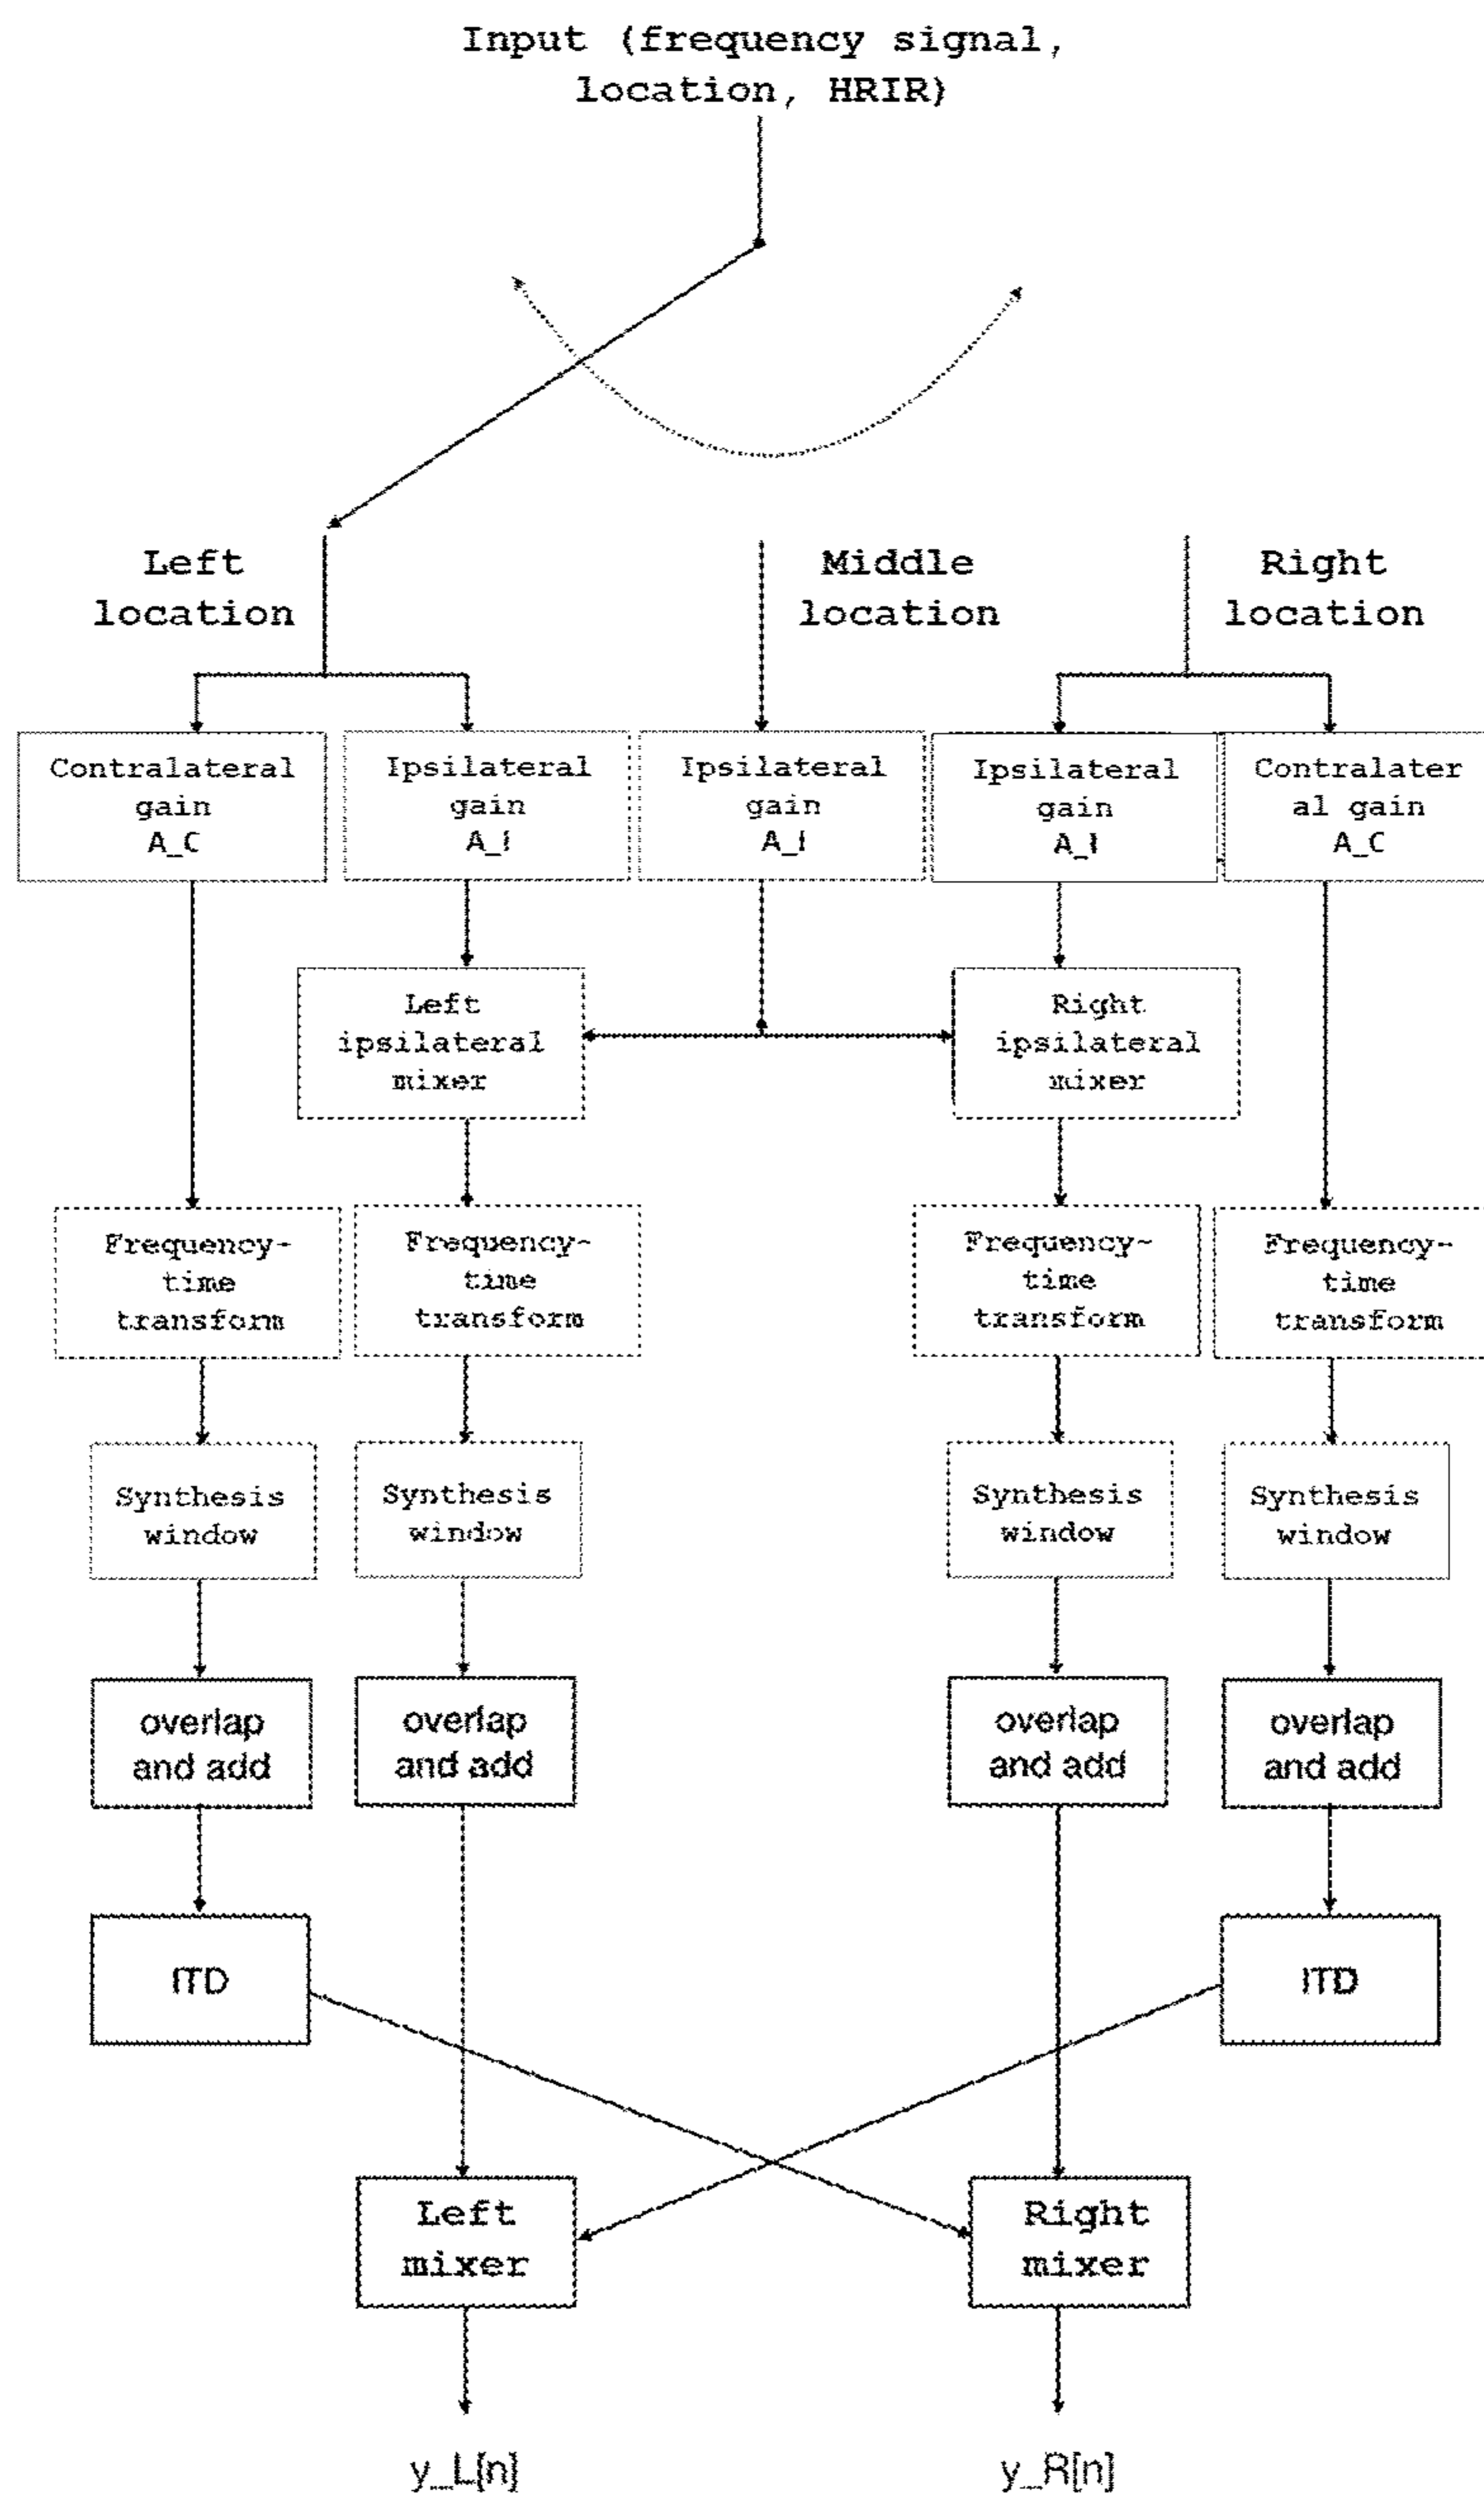 Input (frequency signal,
location, HRIR)
Left
location
Middle
location
Right
location
Contralateral
gain
A_C
Ipsilateral
gain
A_I
Ipsilateral
gain
A_I
Ipsilateral
gain
A_I
Contralater
al gain
A_C
Left
ipsilateral
mixer
Right
ipsilateral
mixer
Frequency-
time
transform
Frequency-
time
transform
Frequency-
time
transform
Frequency-
time
transform
Synthesis
window
Synthesis
window
Synthesis
window
Synthesis
window
overlap
and add
overlap
and add
overlap
and add
overlap
and add
ITD
ITD
Left
mixer
Right
mixer
y_L[n]
y_R[n]